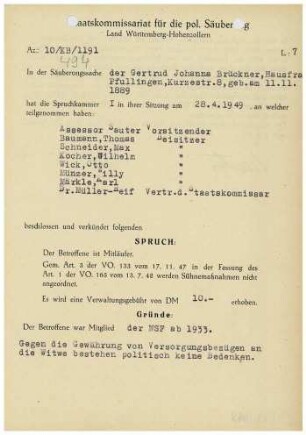 Staatskommissariat für die pol. Säuberung
Land Württemberg-Hohenzollern
Az.: 10/KB/1191
L. 7
494
In der Säuberungssache der Gertrud Johanna Brückner, Hausfra
Pfullingen, Kurzestr.8, geb.am 11.11.
1889
hat die Spruchkammer I in ihrer Sitzung am 28.4.1949 , an welcher
teilgenommen haben:
Assessor Sauter Vorsitzender
Baumann, Thomas Beisitzer
Schneider, Max "
Kocher, Wilhelm "
Wick, Otto "
Münzer, Willy "
Märkle, Karl "
Dr. Müller- Vertr.d. Staatskommissar
beschlossen und verkündet folgenden
SPRUCH:
Der Betroffene ist Mitläufer.
Gem. Art. 3 der VO. 133 vom 17. 11. 47 in der Fassung des
Art. 1 der VO. 165 vom 13. 7. 48 werden Sühnemaßnahmen nicht
angeordnet.
Es wird eine Verwaltungsgebühr von DM 10.- erhoben.
Gründe:
Der Betroffene war Mitglied der NSF ab 1933.
Gegen die Gewährung von Versorgungsbezügen an
die Witwe bestehen politisch keine Bedenken.